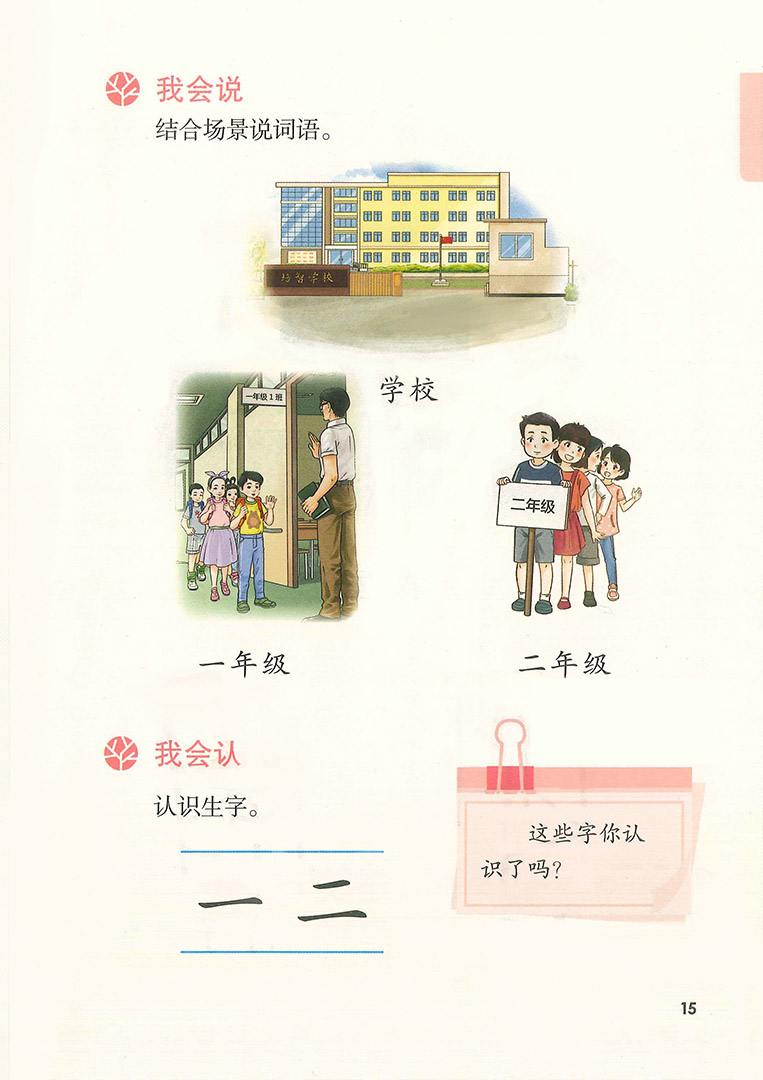 我会说
结合场景说词语。
培智学校
学校
一年级1班
二年级
一年级
二年级
我会认
认识生字。
一 二
这些字你认
识了吗？
15